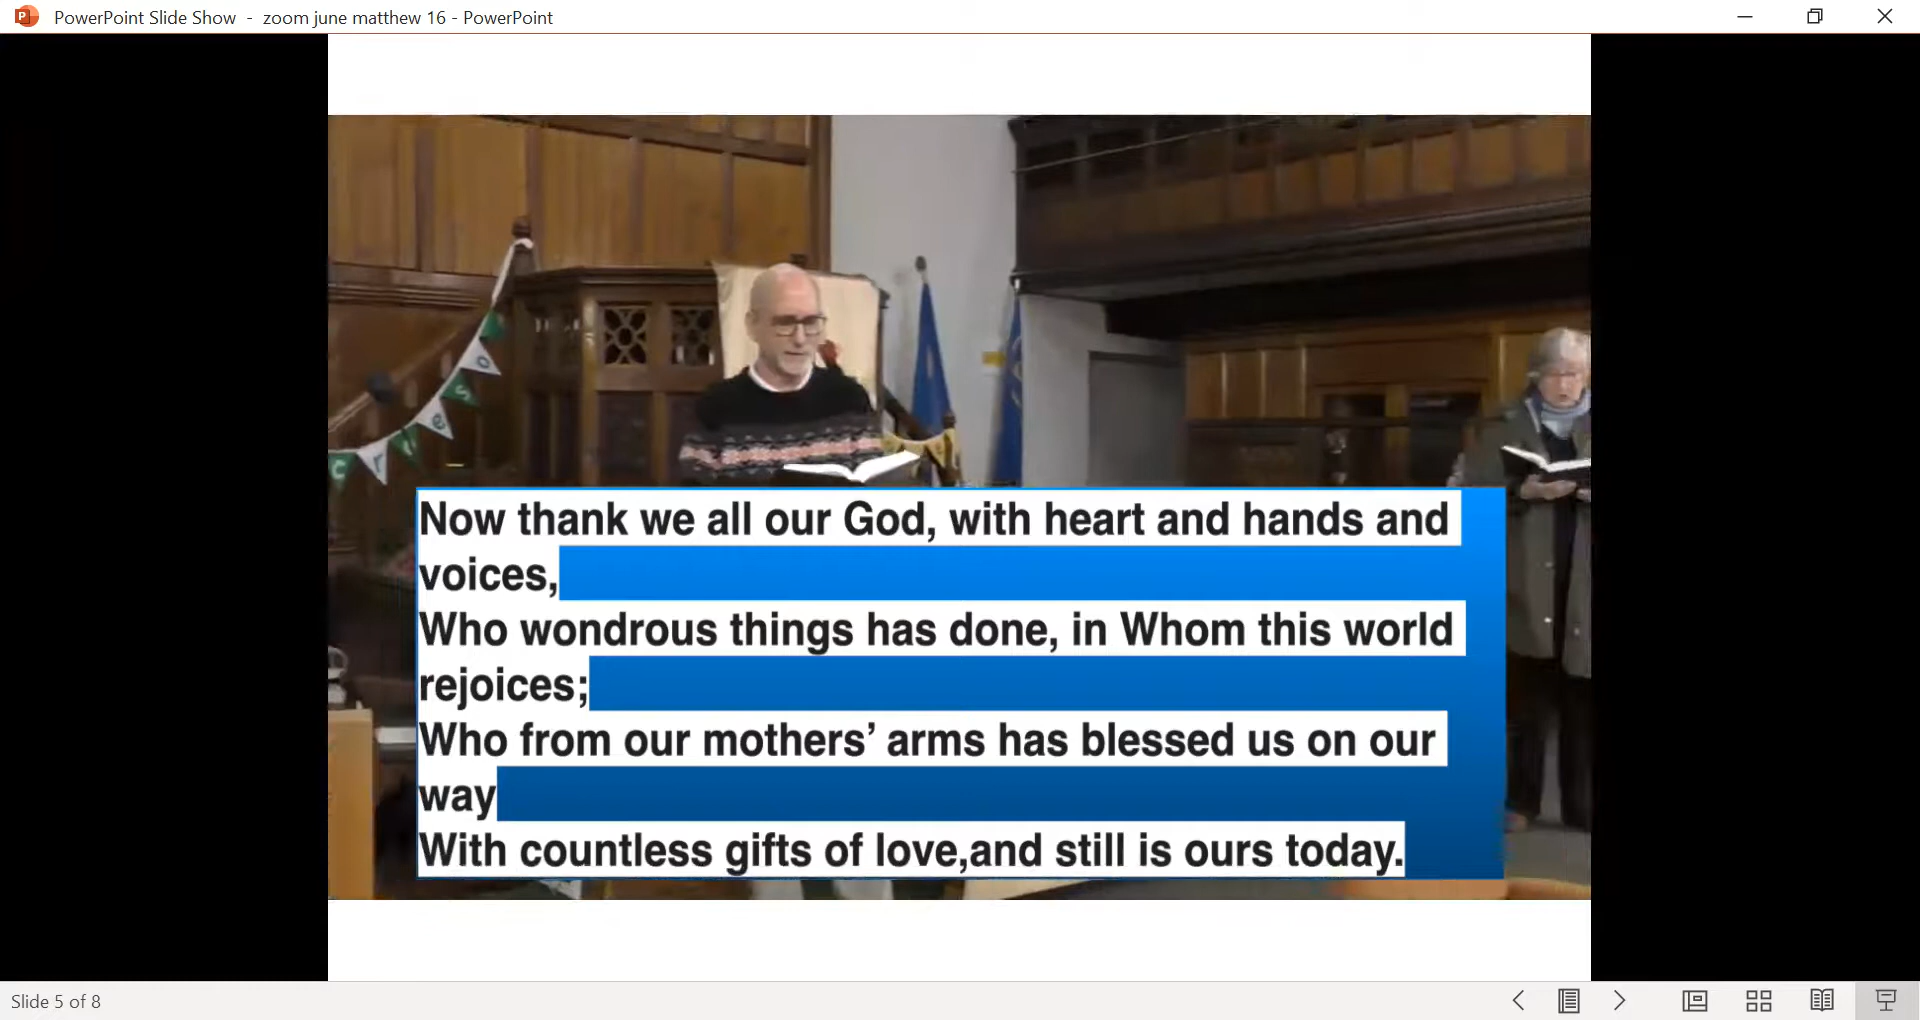 PowerPoint Slide Show - zoom june matthew 16 - PowerPoint
Now thank we all our God, with heart and hands and
voices,
Who wondrous things has done, in Whom this world
rejoices;
Who from our mothers’ arms has blessed us on our
way
With countless gifts of love,and still is ours today.
Slide 5 of 8